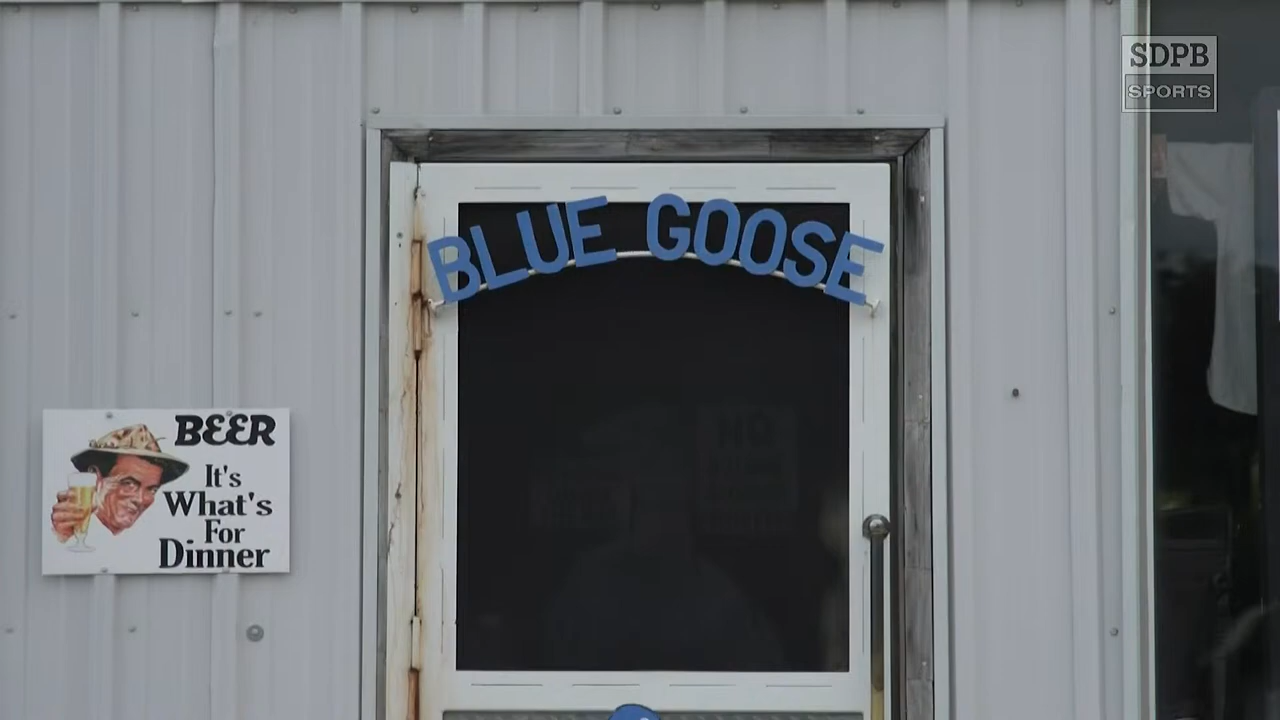 SDPB
SPORTS
BLUE GOOSE
BEER
It's
What's
For
Dinner